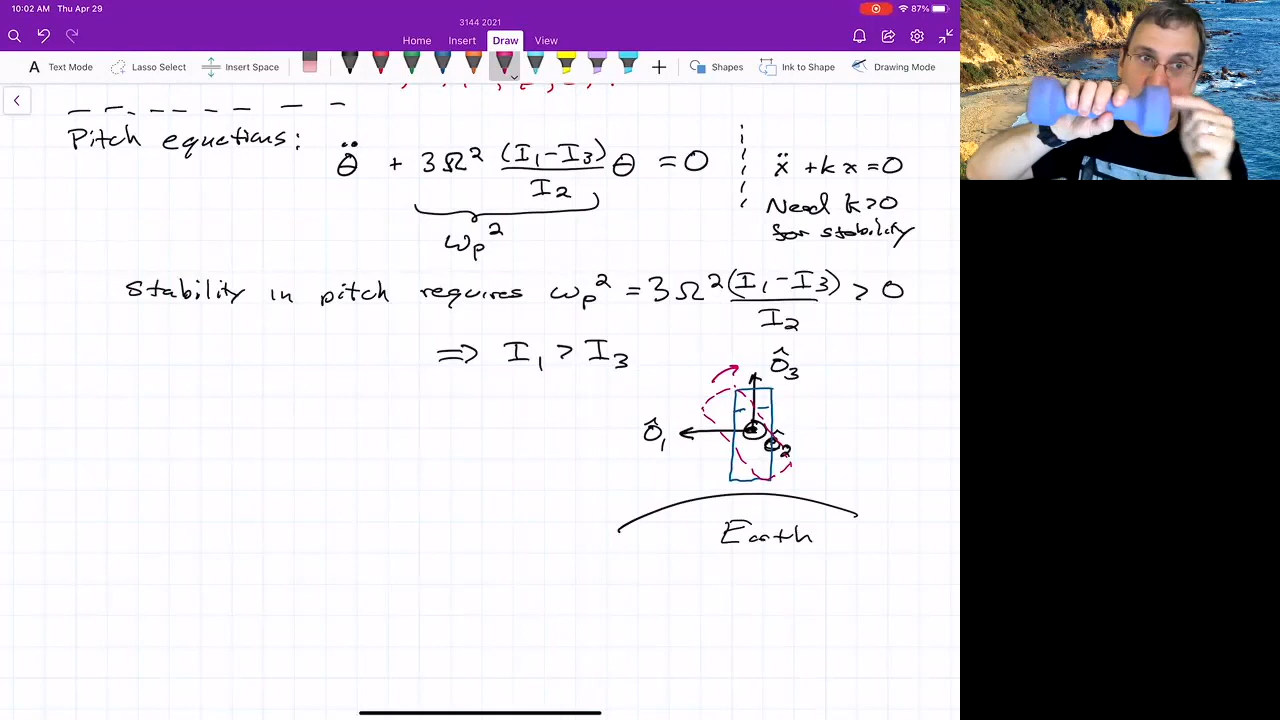 10:02 AM Thu Apr 29
87%
3144 2021
Home Insert Draw View
Text Mode Lasso Select Insert Space + Shapes Ink to Shape Drawing Mode
Pitch equations:
θ̈ + 3Ω² (I₁-I₃)/I₂ θ = 0
ωp²
ẍ + kx = 0
Need k>0
for stability
Stability in pitch requires ωp² = 3Ω² (I₁-I₃)/I₂ > 0
⇒ I₁ > I₃
ô₃
ô₁
ô₂
Earth